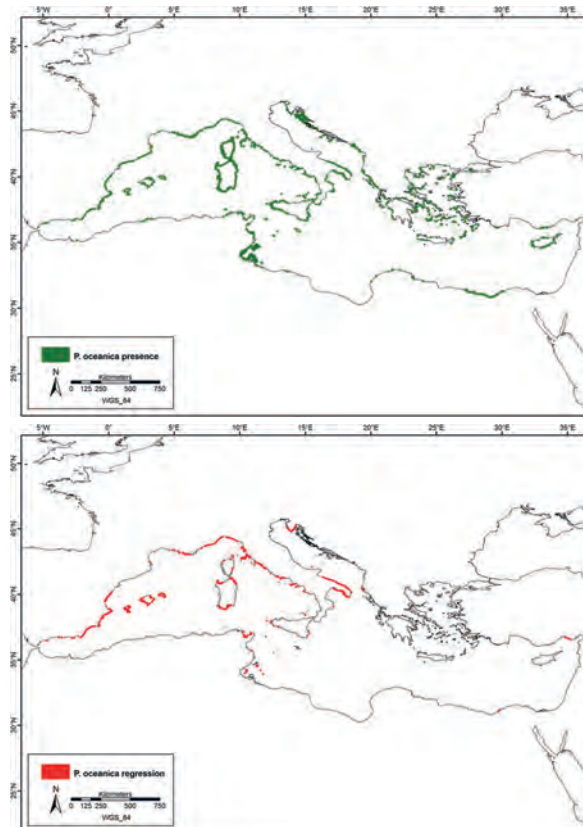 5°W 0° 5°E 10°E 15°E 20°E 25°E 30°E 35°E
50°N
45°N
40°N
35°N
30°N
25°N
P. oceanica presence
N
Kilometers
0 125 250 500 750
WGS_84
5°W 0° 5°E 10°E 15°E 20°E 25°E 30°E 35°E
50°N
45°N
40°N
35°N
30°N
25°N
P. oceanica regression
N
Kilometers
0 125 250 500 750
WGS_84